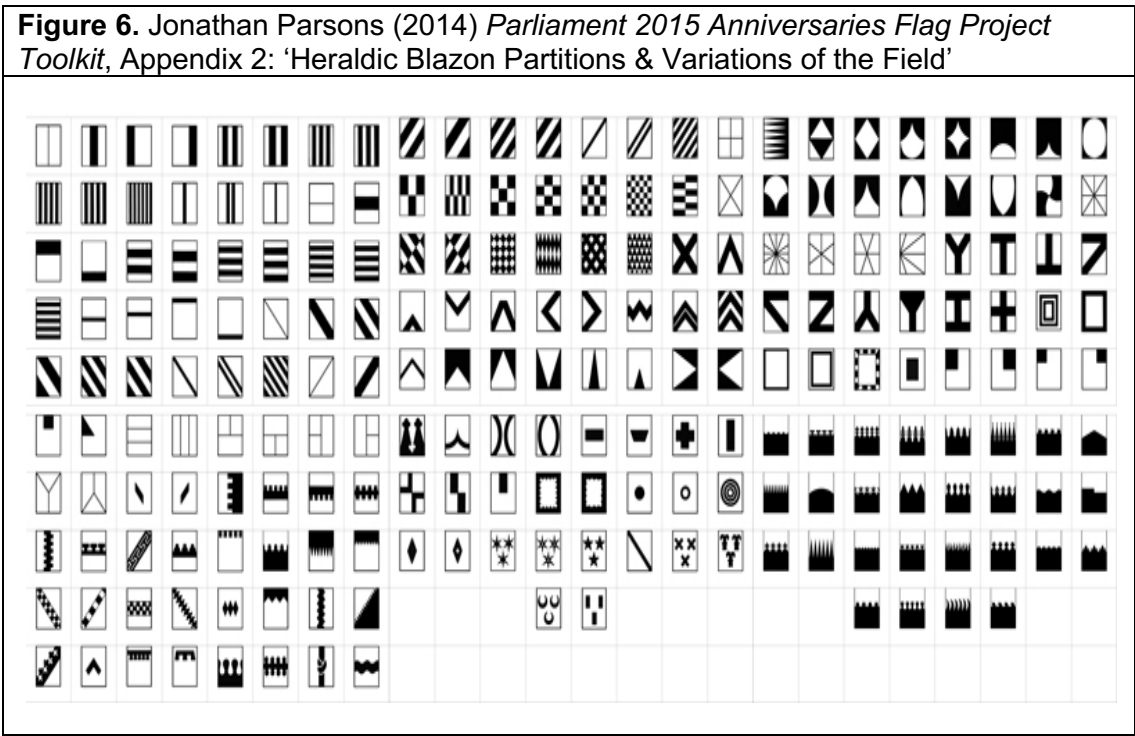 Figure 6. Jonathan Parsons (2014) Parliament 2015 Anniversaries Flag Project
Toolkit, Appendix 2: ‘Heraldic Blazon Partitions & Variations of the Field’